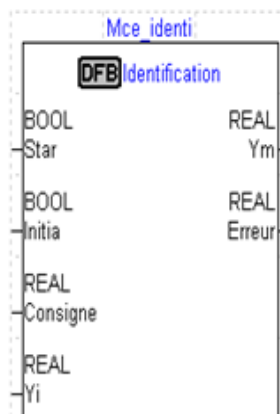 Mce_identi
DFB Identification
BOOL REAL
Star Ym
BOOL REAL
Initia Erreur
REAL
Consigne
REAL
Yi